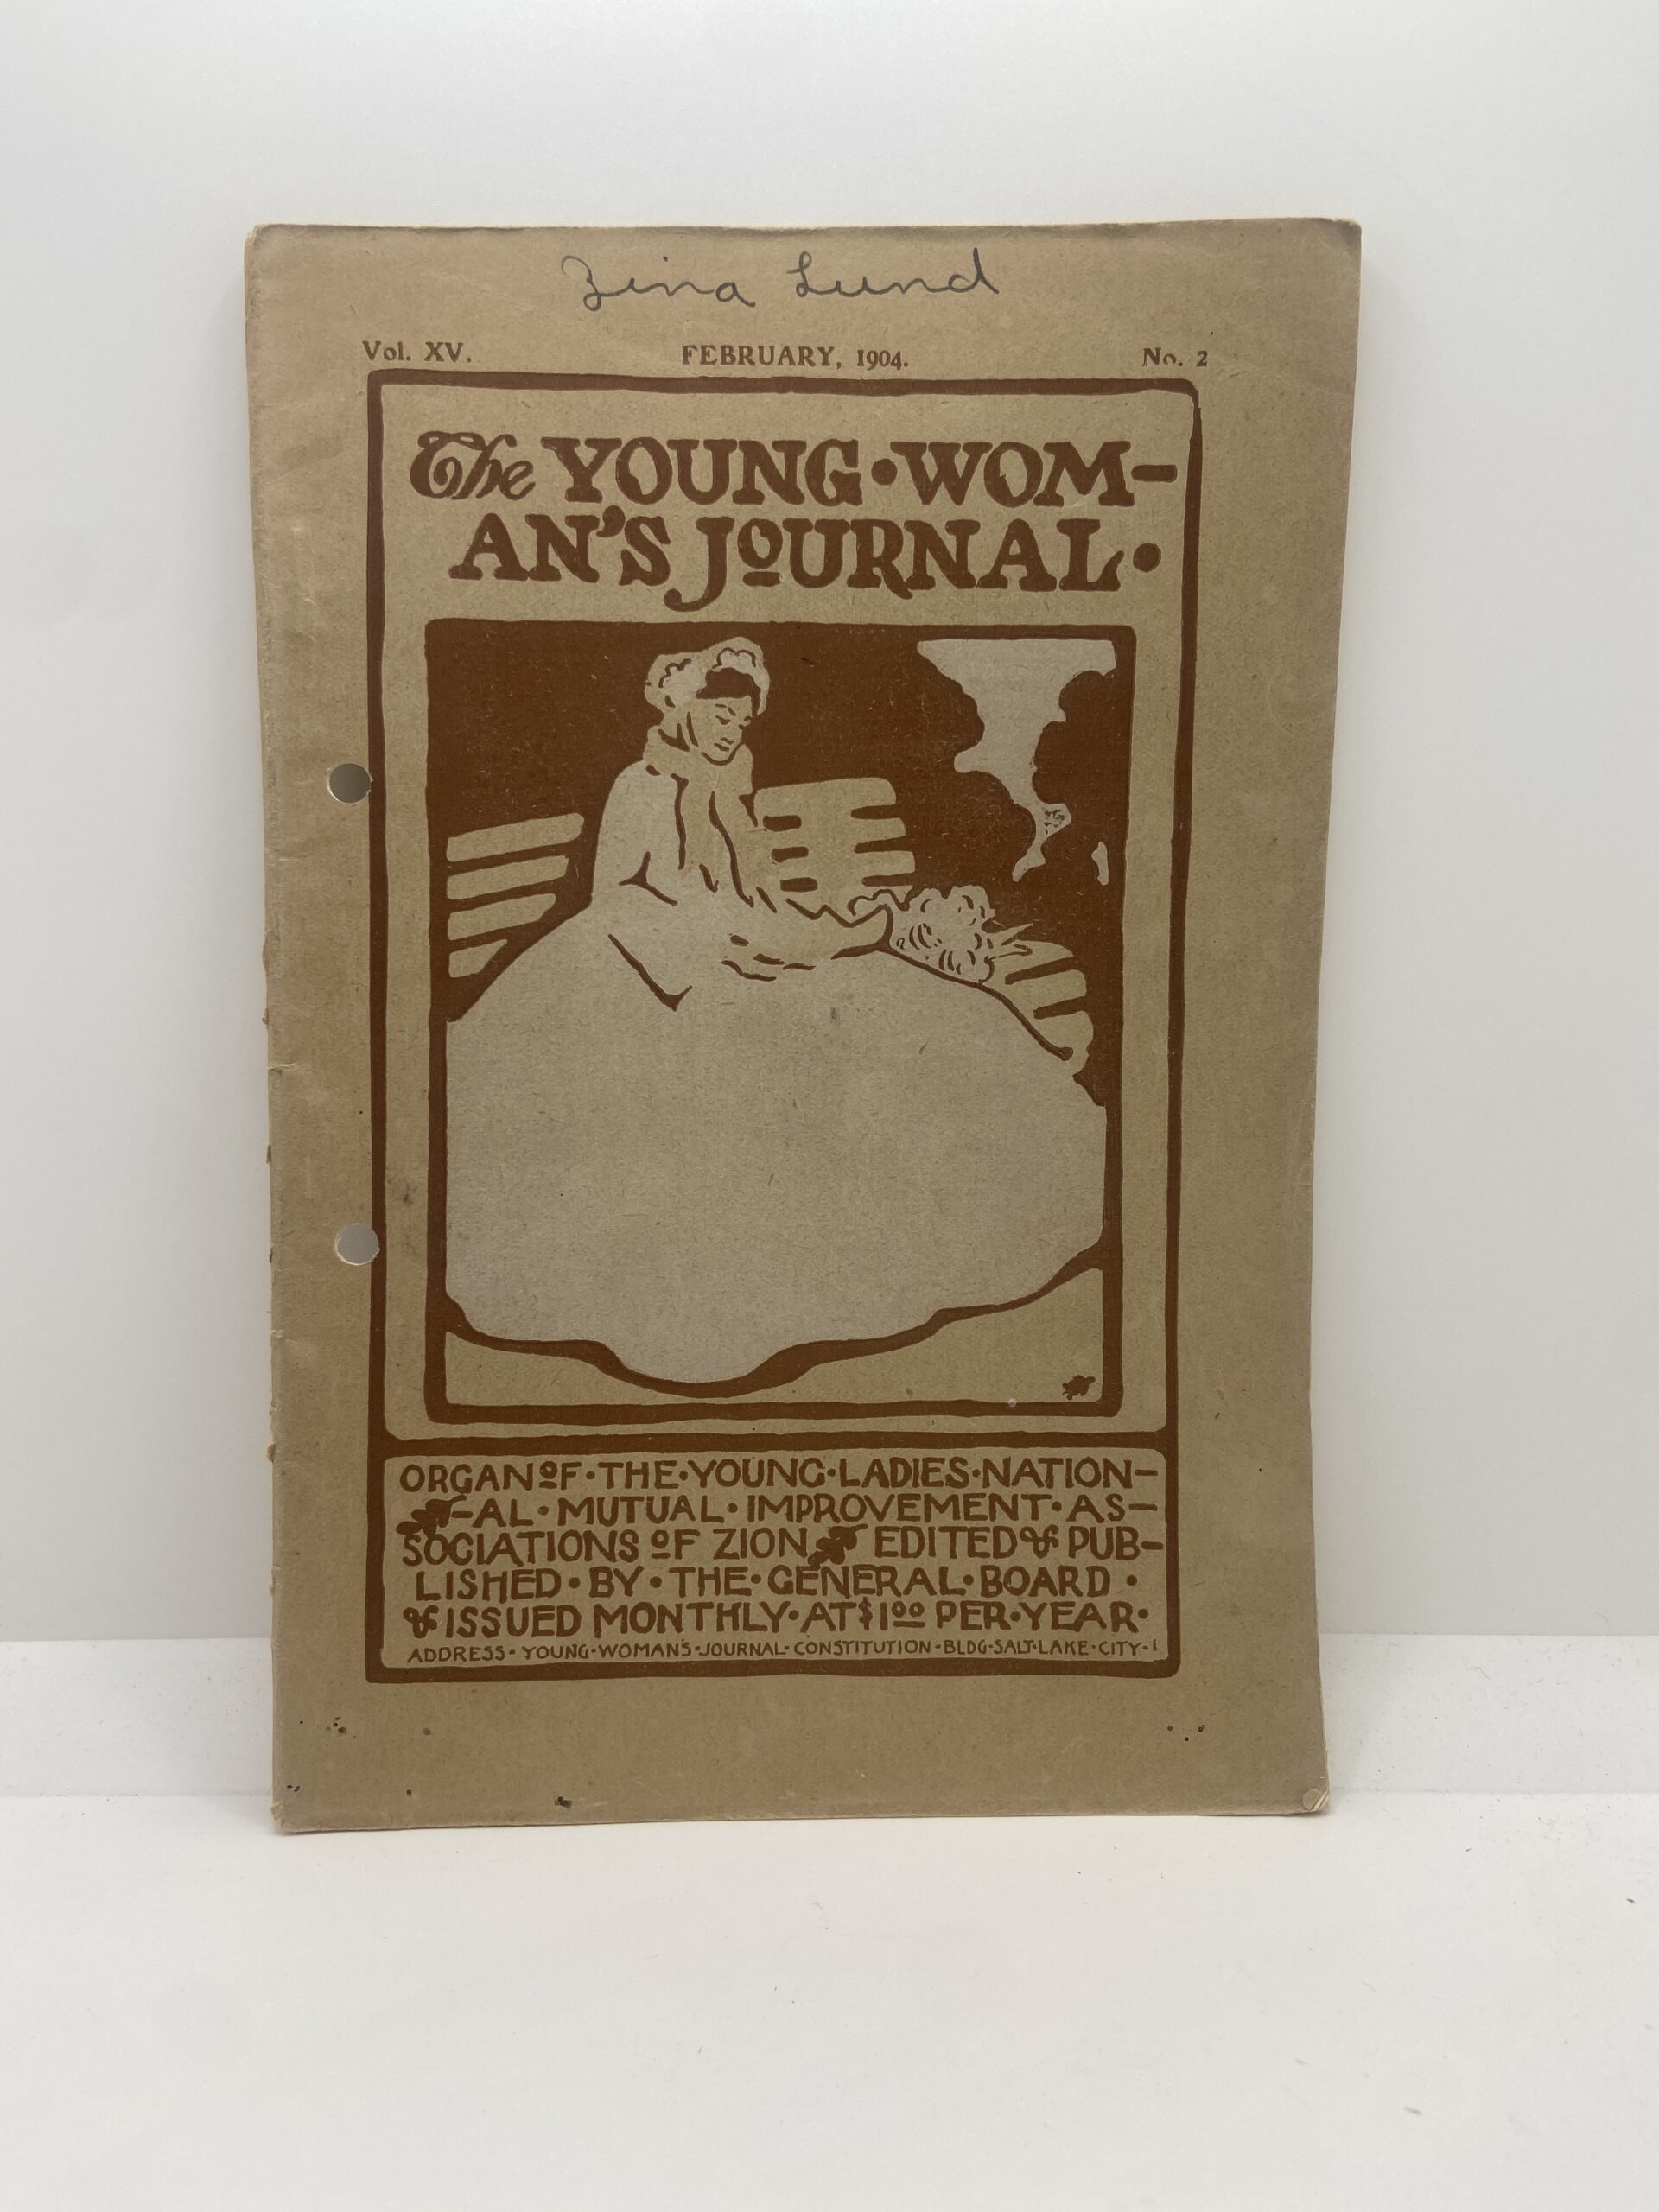 Zina Lund
Vol. XV. FEBRUARY, 1904. No. 2
The YOUNG·WOM-
AN'S JOURNAL·
ORGAN OF·THE·YOUNG·LADIES·NATION-
-AL·MUTUAL·IMPROVEMENT·AS-
SOCIATIONS OF ZION EDITED & PUB-
LISHED·BY·THE·GENERAL·BOARD·
& ISSUED MONTHLY·AT $1.00 PER·YEAR·
ADDRESS·YOUNG·WOMAN'S·JOURNAL·CONSTITUTION·BLDG·SALT·LAKE·CITY·